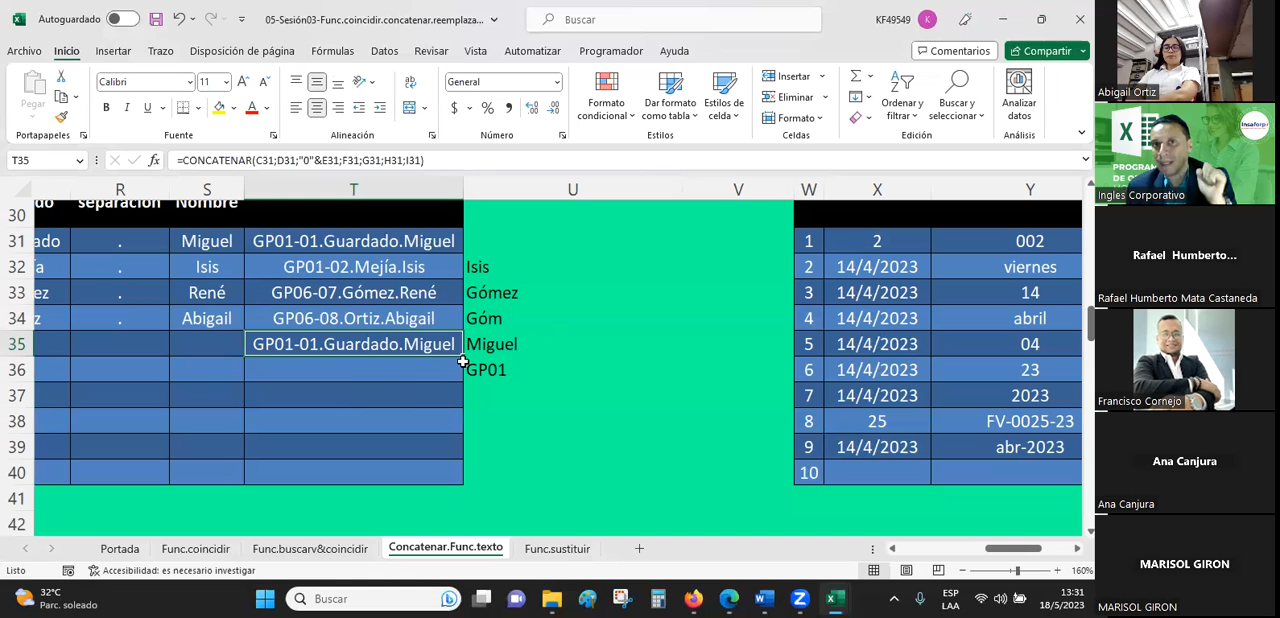 Autoguardado
05-Sesión03-Func.coincidir.concatenar.reemplaza...
Buscar
KF49549
K
Archivo Inicio Insertar Trazo Disposición de página Fórmulas Datos Revisar Vista Automatizar Programador Ayuda
Comentarios
Compartir
Pegar
Calibri
11
N K S
General
Formato condicional
Dar formato como tabla
Estilos de celda
Insertar
Eliminar
Formato
Ordenar y filtrar
Buscar y seleccionar
Analizar datos
Portapapeles Fuente Alineación Número Estilos Celdas Edición Análisis
T35
=CONCATENAR(C31;D31;"0"&E31;F31;G31;H31;I31)
R S T U V W X Y
30 do separación Nombre
31 ado . Miguel GP01-01.Guardado.Miguel 1 2 002
32 ía . Isis GP01-02.Mejía.Isis Isis 2 14/4/2023 viernes
33 ez . René GP06-07.Gómez.René Gómez 3 14/4/2023 14
34 z . Abigail GP06-08.Ortiz.Abigail Góm 4 14/4/2023 abril
35 GP01-01.Guardado.Miguel Miguel 5 14/4/2023 04
36 GP01 6 14/4/2023 23
37 7 14/4/2023 2023
38 8 25 FV-0025-23
39 9 14/4/2023 abr-2023
40 10
41
42
Portada Func.coincidir Func.buscarv&coincidir Concatenar.Func.texto Func.sustituir
Listo
Accesibilidad: es necesario investigar
160%
32°C
Parc. soleado
Buscar
ESP
LAA
13:31
18/5/2023
Abigail Ortiz
Insaforp
PROGRAMA
Ingles Corporativo
Rafael Humberto...
Rafael Humberto Mata Castaneda
Francisco Cornejo
Ana Canjura
Ana Canjura
MARISOL GIRON
MARISOL GIRON